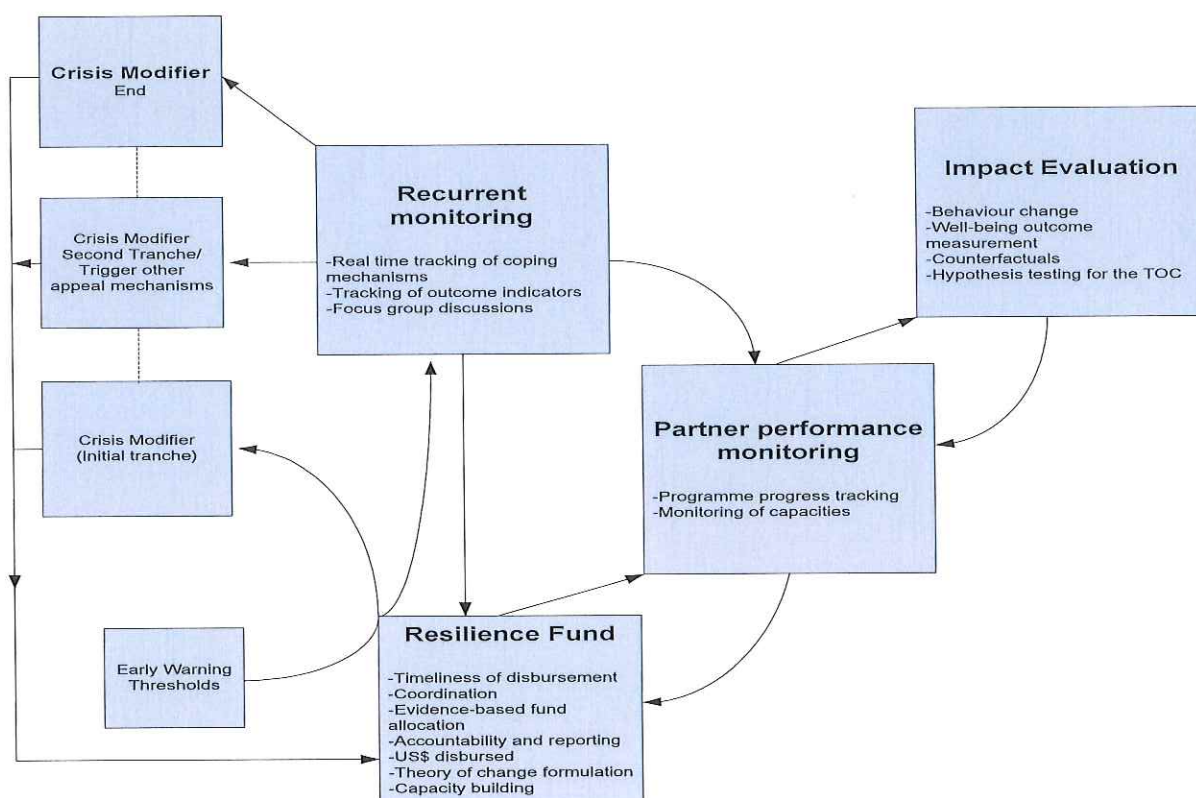 Crisis Modifier
End
Crisis Modifier
Second Tranche/
Trigger other
appeal mechanisms
Crisis Modifier
(Initial tranche)
Early Warning
Thresholds
Recurrent
monitoring
-Real time tracking of coping
mechanisms
-Tracking of outcome indicators
-Focus group discussions
Resilience Fund
-Timeliness of disbursement
-Coordination
-Evidence-based fund
allocation
-Accountability and reporting
-US$ disbursed
-Theory of change formulation
-Capacity building
Partner performance
monitoring
-Programme progress tracking
-Monitoring of capacities
Impact Evaluation
-Behaviour change
-Well-being outcome
measurement
-Counterfactuals
-Hypothesis testing for the TOC